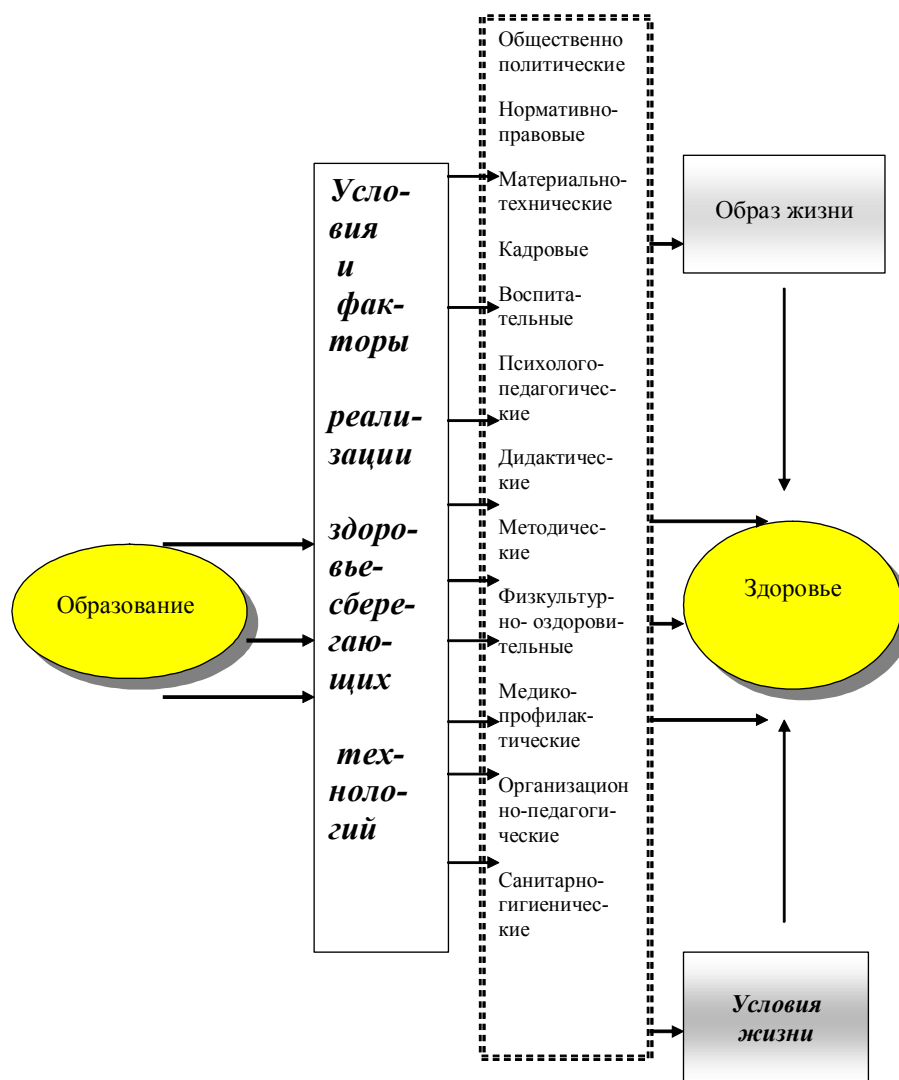 Образование
Усло-
вия
и
фак-
торы
реали-
зации
здоро-
вье-
сбере-
гаю-
щих
тех-
ноло-
гий
Общественно
политические
Нормативно-
правовые
Материально-
технические
Кадровые
Воспита-
тельные
Психолого-
педагогичес-
кие
Дидактичес-
кие
Методичес-
кие
Физкультур-
но- оздорови-
тельные
Медико-
профилак-
тические
Организацион
но-педагоги-
ческие
Санитарно-
гигиеничес-
кие
Образ жизни
Здоровье
Условия
жизни